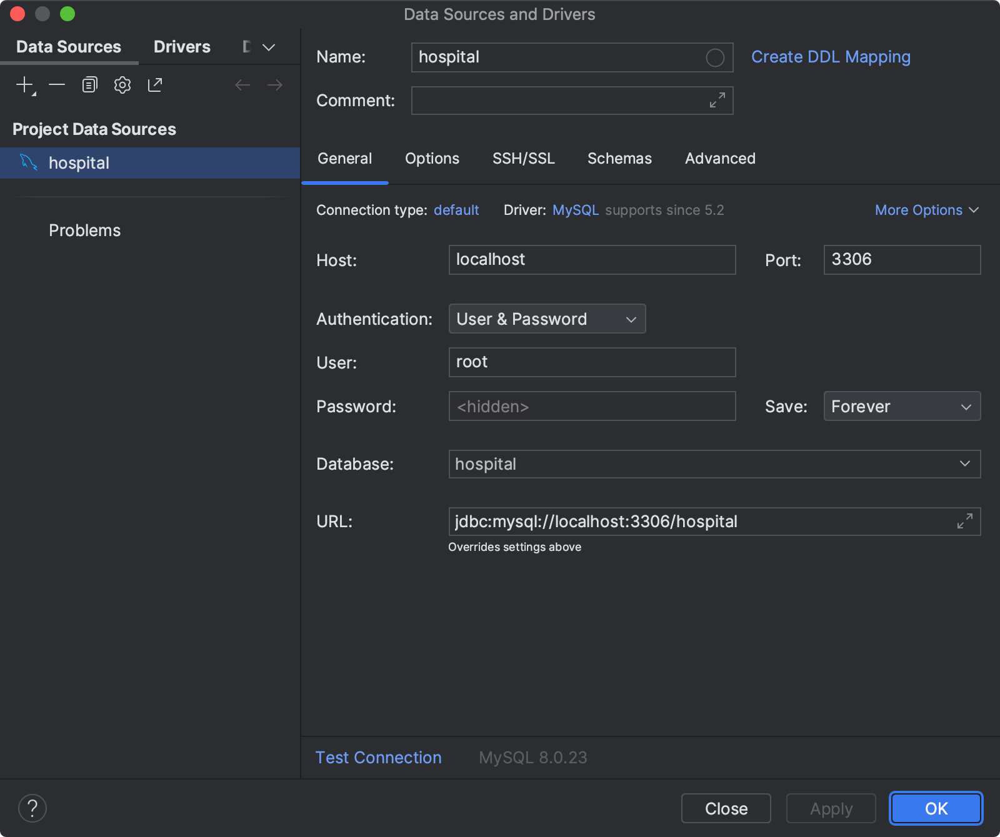 Data Sources and Drivers
Data Sources Drivers
Name: hospital Create DDL Mapping
Comment:
Project Data Sources
hospital
Problems
General Options SSH/SSL Schemas Advanced
Connection type: default Driver: MySQL supports since 5.2 More Options
Host: localhost Port: 3306
Authentication: User & Password
User: root
Password: <hidden> Save: Forever
Database: hospital
URL: jdbc:mysql://localhost:3306/hospital
Overrides settings above
Test Connection MySQL 8.0.23
? Close Apply OK